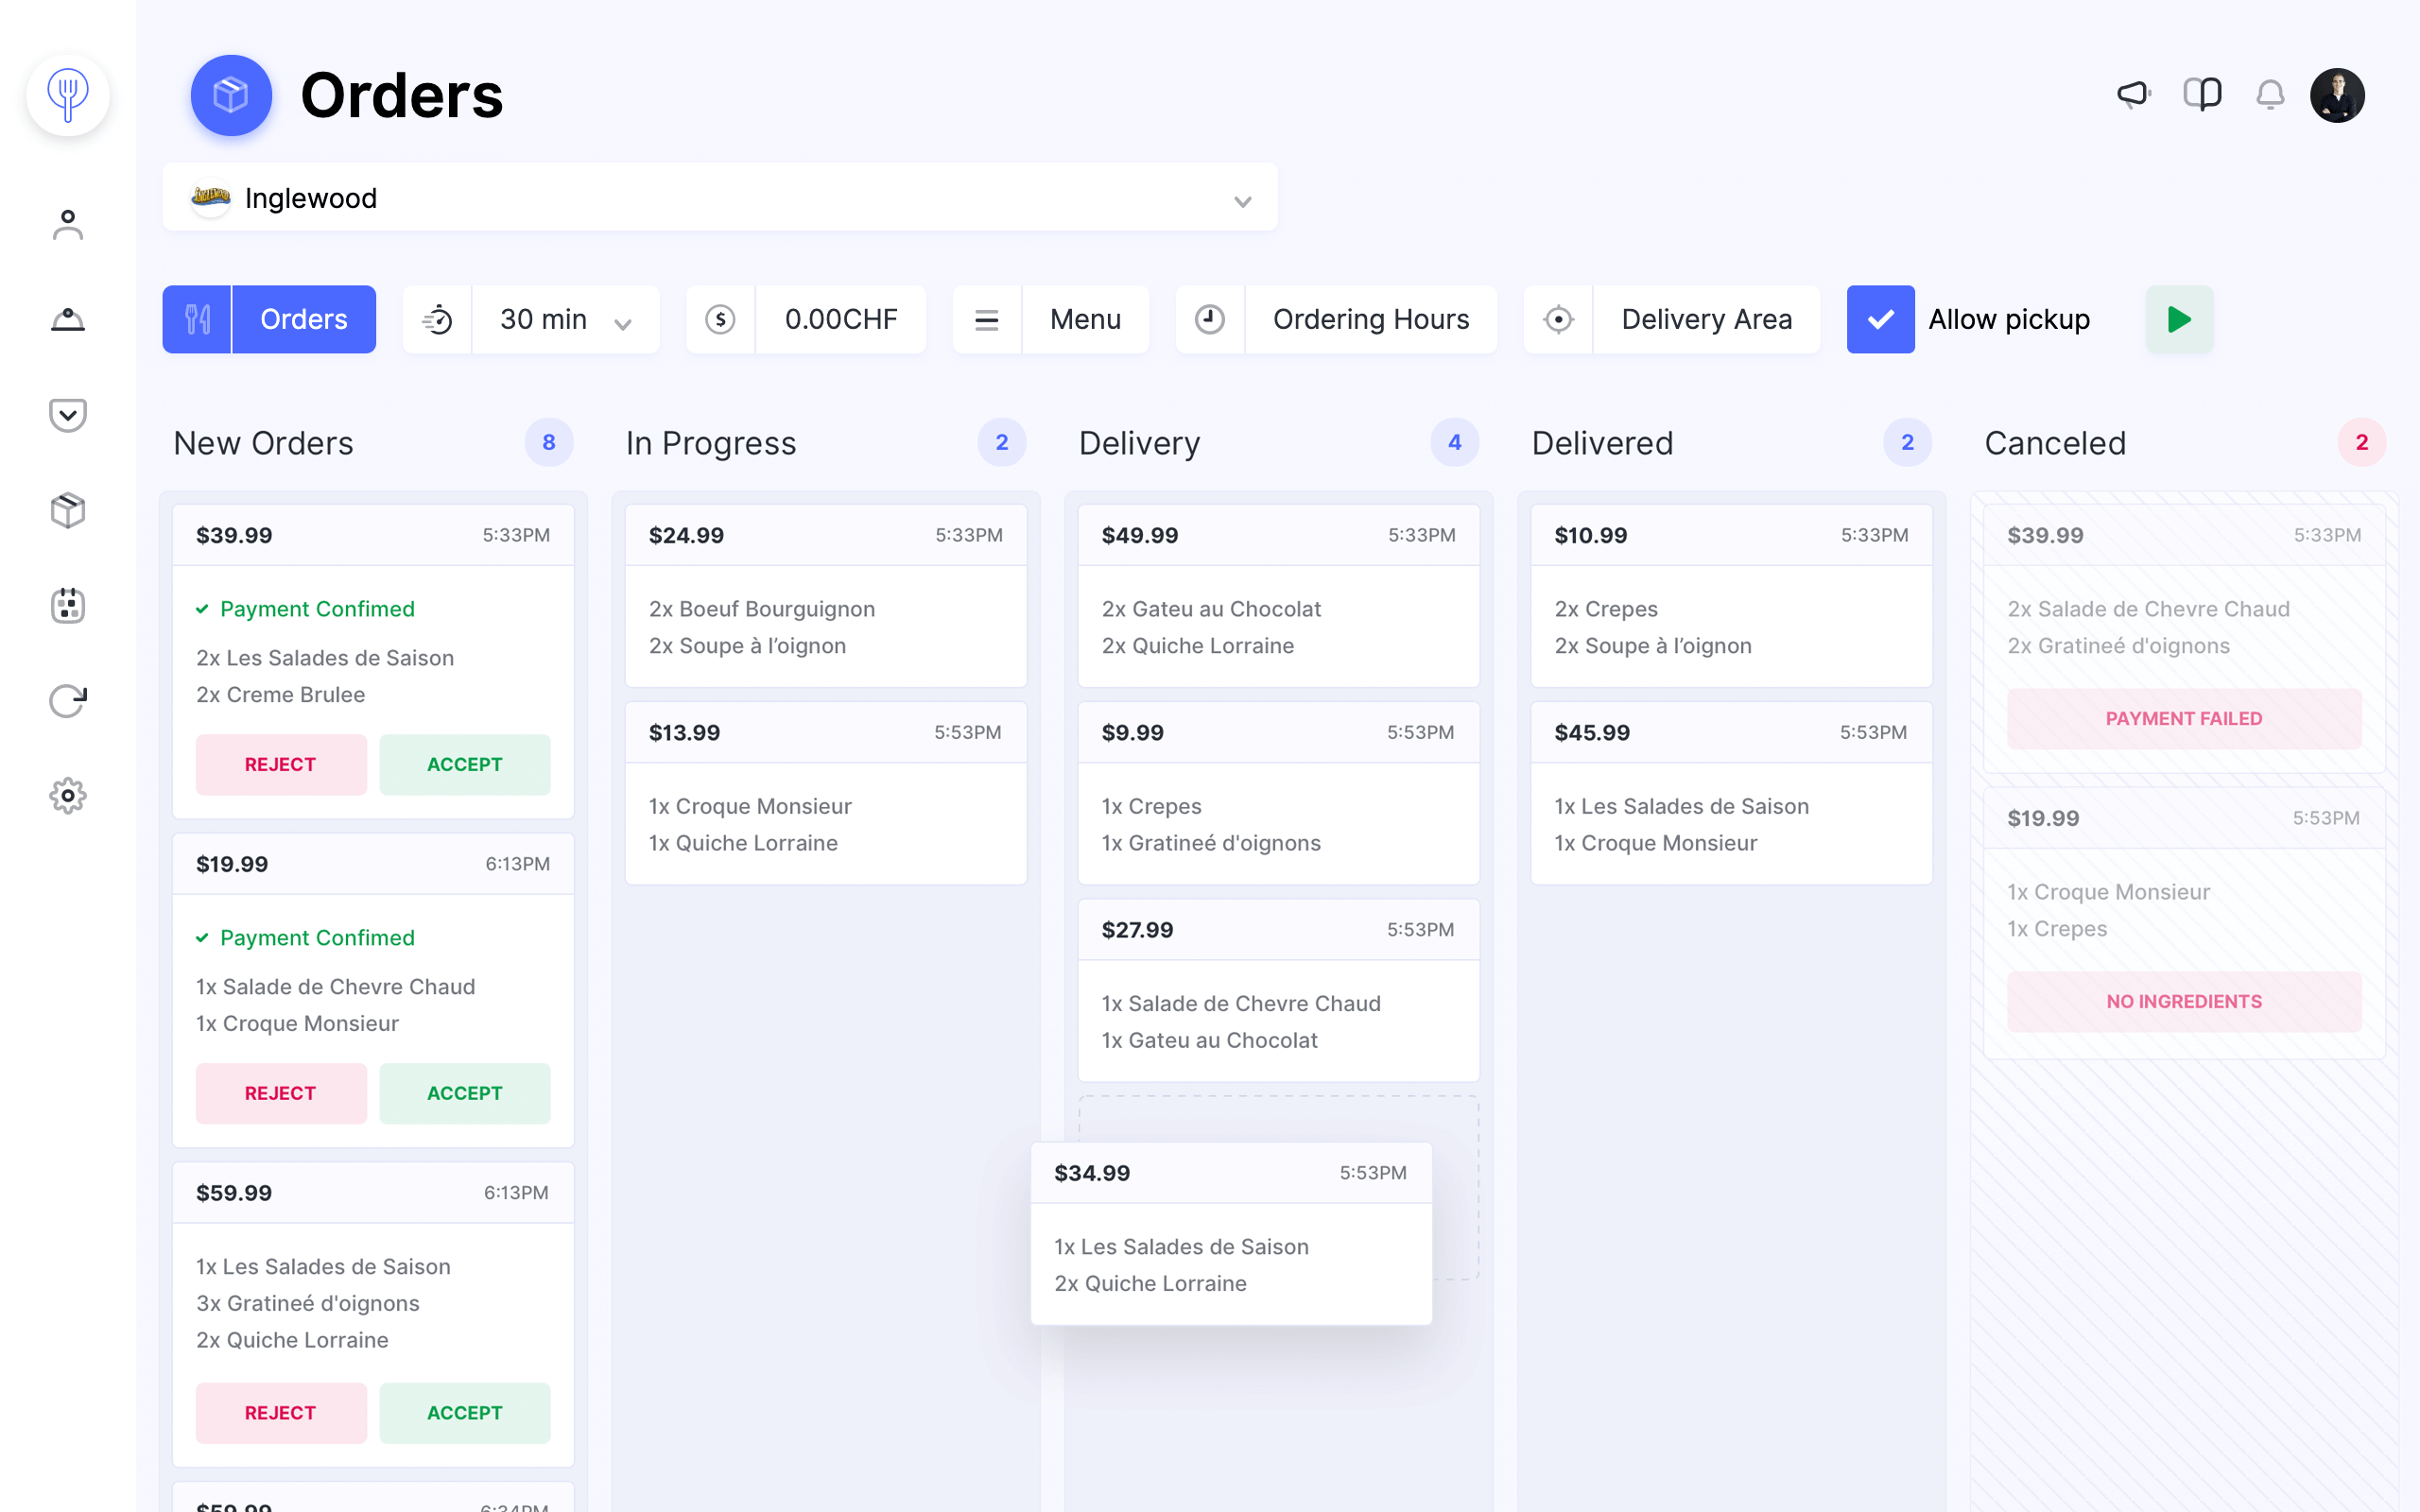 Orders
INGLEWOOD
Inglewood
Orders
30 min
0.00CHF
Menu
Ordering Hours
Delivery Area
Allow pickup
New Orders
8
$39.99
5:33PM
Payment Confimed
2x Les Salades de Saison
2x Creme Brulee
REJECT
ACCEPT
$19.99
6:13PM
Payment Confimed
1x Salade de Chevre Chaud
1x Croque Monsieur
REJECT
ACCEPT
$59.99
6:13PM
1x Les Salades de Saison
3x Gratineé d'oignons
2x Quiche Lorraine
REJECT
ACCEPT
$59.99
6:34PM
In Progress
2
$24.99
5:33PM
2x Boeuf Bourguignon
2x Soupe à l’oignon
$13.99
5:53PM
1x Croque Monsieur
1x Quiche Lorraine
Delivery
4
$49.99
5:33PM
2x Gateu au Chocolat
2x Quiche Lorraine
$9.99
5:53PM
1x Crepes
1x Gratineé d'oignons
$27.99
5:53PM
1x Salade de Chevre Chaud
1x Gateu au Chocolat
$34.99
5:53PM
1x Les Salades de Saison
2x Quiche Lorraine
Delivered
2
$10.99
5:33PM
2x Crepes
2x Soupe à l’oignon
$45.99
5:53PM
1x Les Salades de Saison
1x Croque Monsieur
Canceled
2
$39.99
5:33PM
2x Salade de Chevre Chaud
2x Gratineé d'oignons
PAYMENT FAILED
$19.99
5:53PM
1x Croque Monsieur
1x Crepes
NO INGREDIENTS